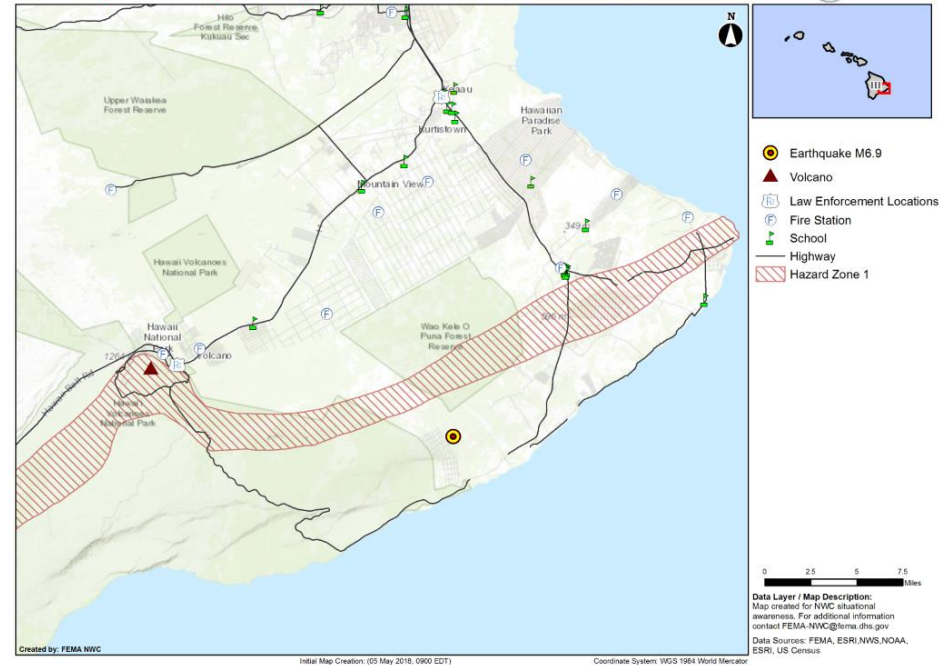 Hilo
Forest Reserve
Kukuau Sec
Upper Waiakea
Forest Reserve
Keaau
Kurtistown
Hawaiian
Paradise
Park
Mountain View
349 m
Hawaii Volcanoes
National Park
Hawaii
National
Park
Volcano
Wao Kele O
Puna Forest
Reserve
Hawaii
Volcanoes
National Park
N
HI
Earthquake M6.9
Volcano
Law Enforcement Locations
Fire Station
School
Highway
Hazard Zone 1
0 2.5 5 7.5
Miles
Data Layer / Map Description:
Map created for NWC situational
awareness. For additional information
contact FEMA-NWC@fema.dhs.gov
Data Sources: FEMA, ESRI,NWS,NOAA,
ESRI, US Census
Created by: FEMA NWC
Initial Map Creation: (05 May 2018, 0900 EDT)
Coordinate System: WGS 1984 World Mercator